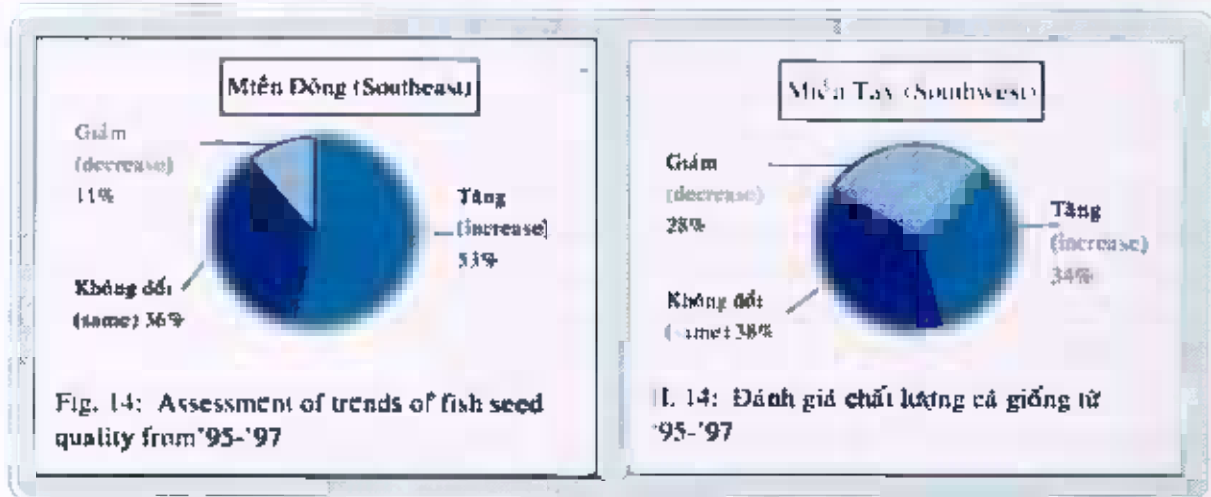 Miền Đông (Southeast)
Giảm
(decrease)
11%
Tăng
(increase)
53%
Không đổi
(same) 36%
Fig. 14: Assessment of trends of fish seed
quality from '95-'97
Miền Tây (Southwest)
Giảm
(decrease)
28%
Tăng
(increase)
34%
Không đổi
(same) 38%
H. 14: Đánh giá chất lượng cá giống từ
'95-'97